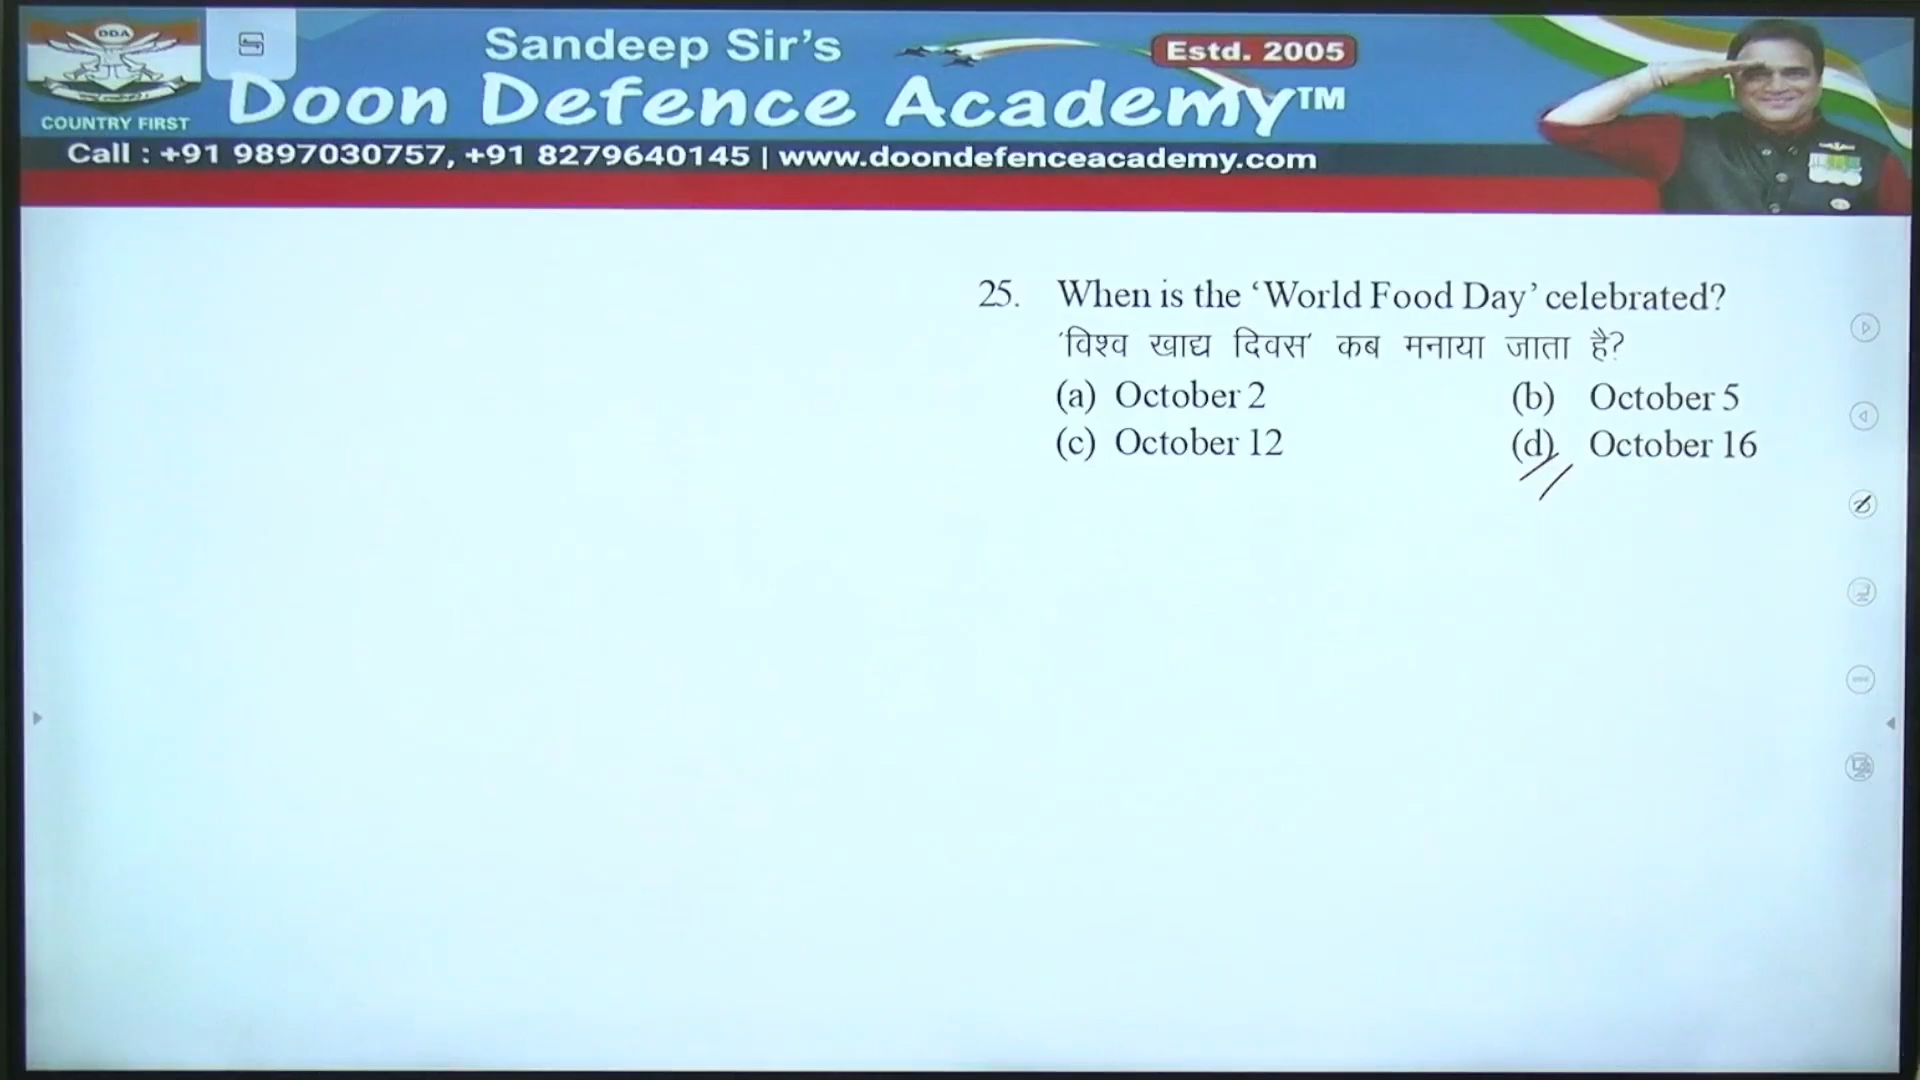 DDA
COUNTRY FIRST
Sandeep Sir's
Estd. 2005
Doon Defence Academy™
Call : +91 9897030757, +91 8279640145 | www.doondefenceacademy.com
25. When is the ‘World Food Day’ celebrated?
'विश्व खाद्य दिवस' कब मनाया जाता है?
(a) October 2 (b) October 5
(c) October 12 (d) October 16